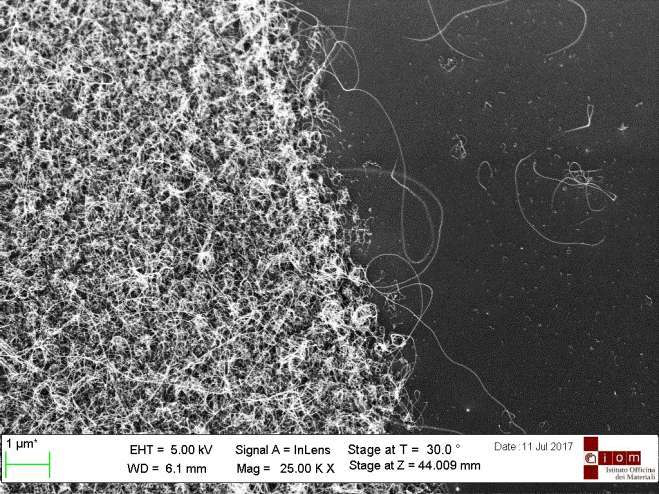 1 µm*
EHT = 5.00 kV
Signal A = InLens
Stage at T = 30.0 °
Date :11 Jul 2017
WD = 6.1 mm
Mag = 25.00 K X
Stage at Z = 44.009 mm
iom
Istituto Officina
dei Materiali